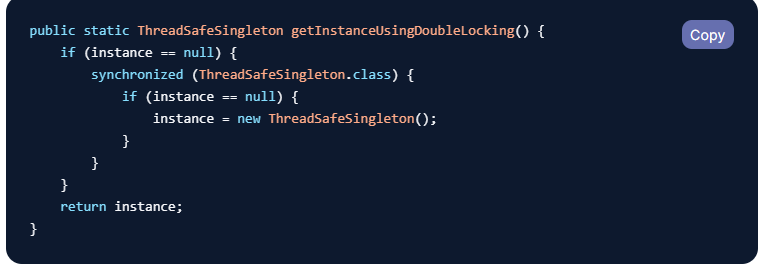 public static ThreadSafeSingleton getInstanceUsingDoubleLocking() {
    if (instance == null) {
        synchronized (ThreadSafeSingleton.class) {
            if (instance == null) {
                instance = new ThreadSafeSingleton();
            }
        }
    }
    return instance;
}
Copy